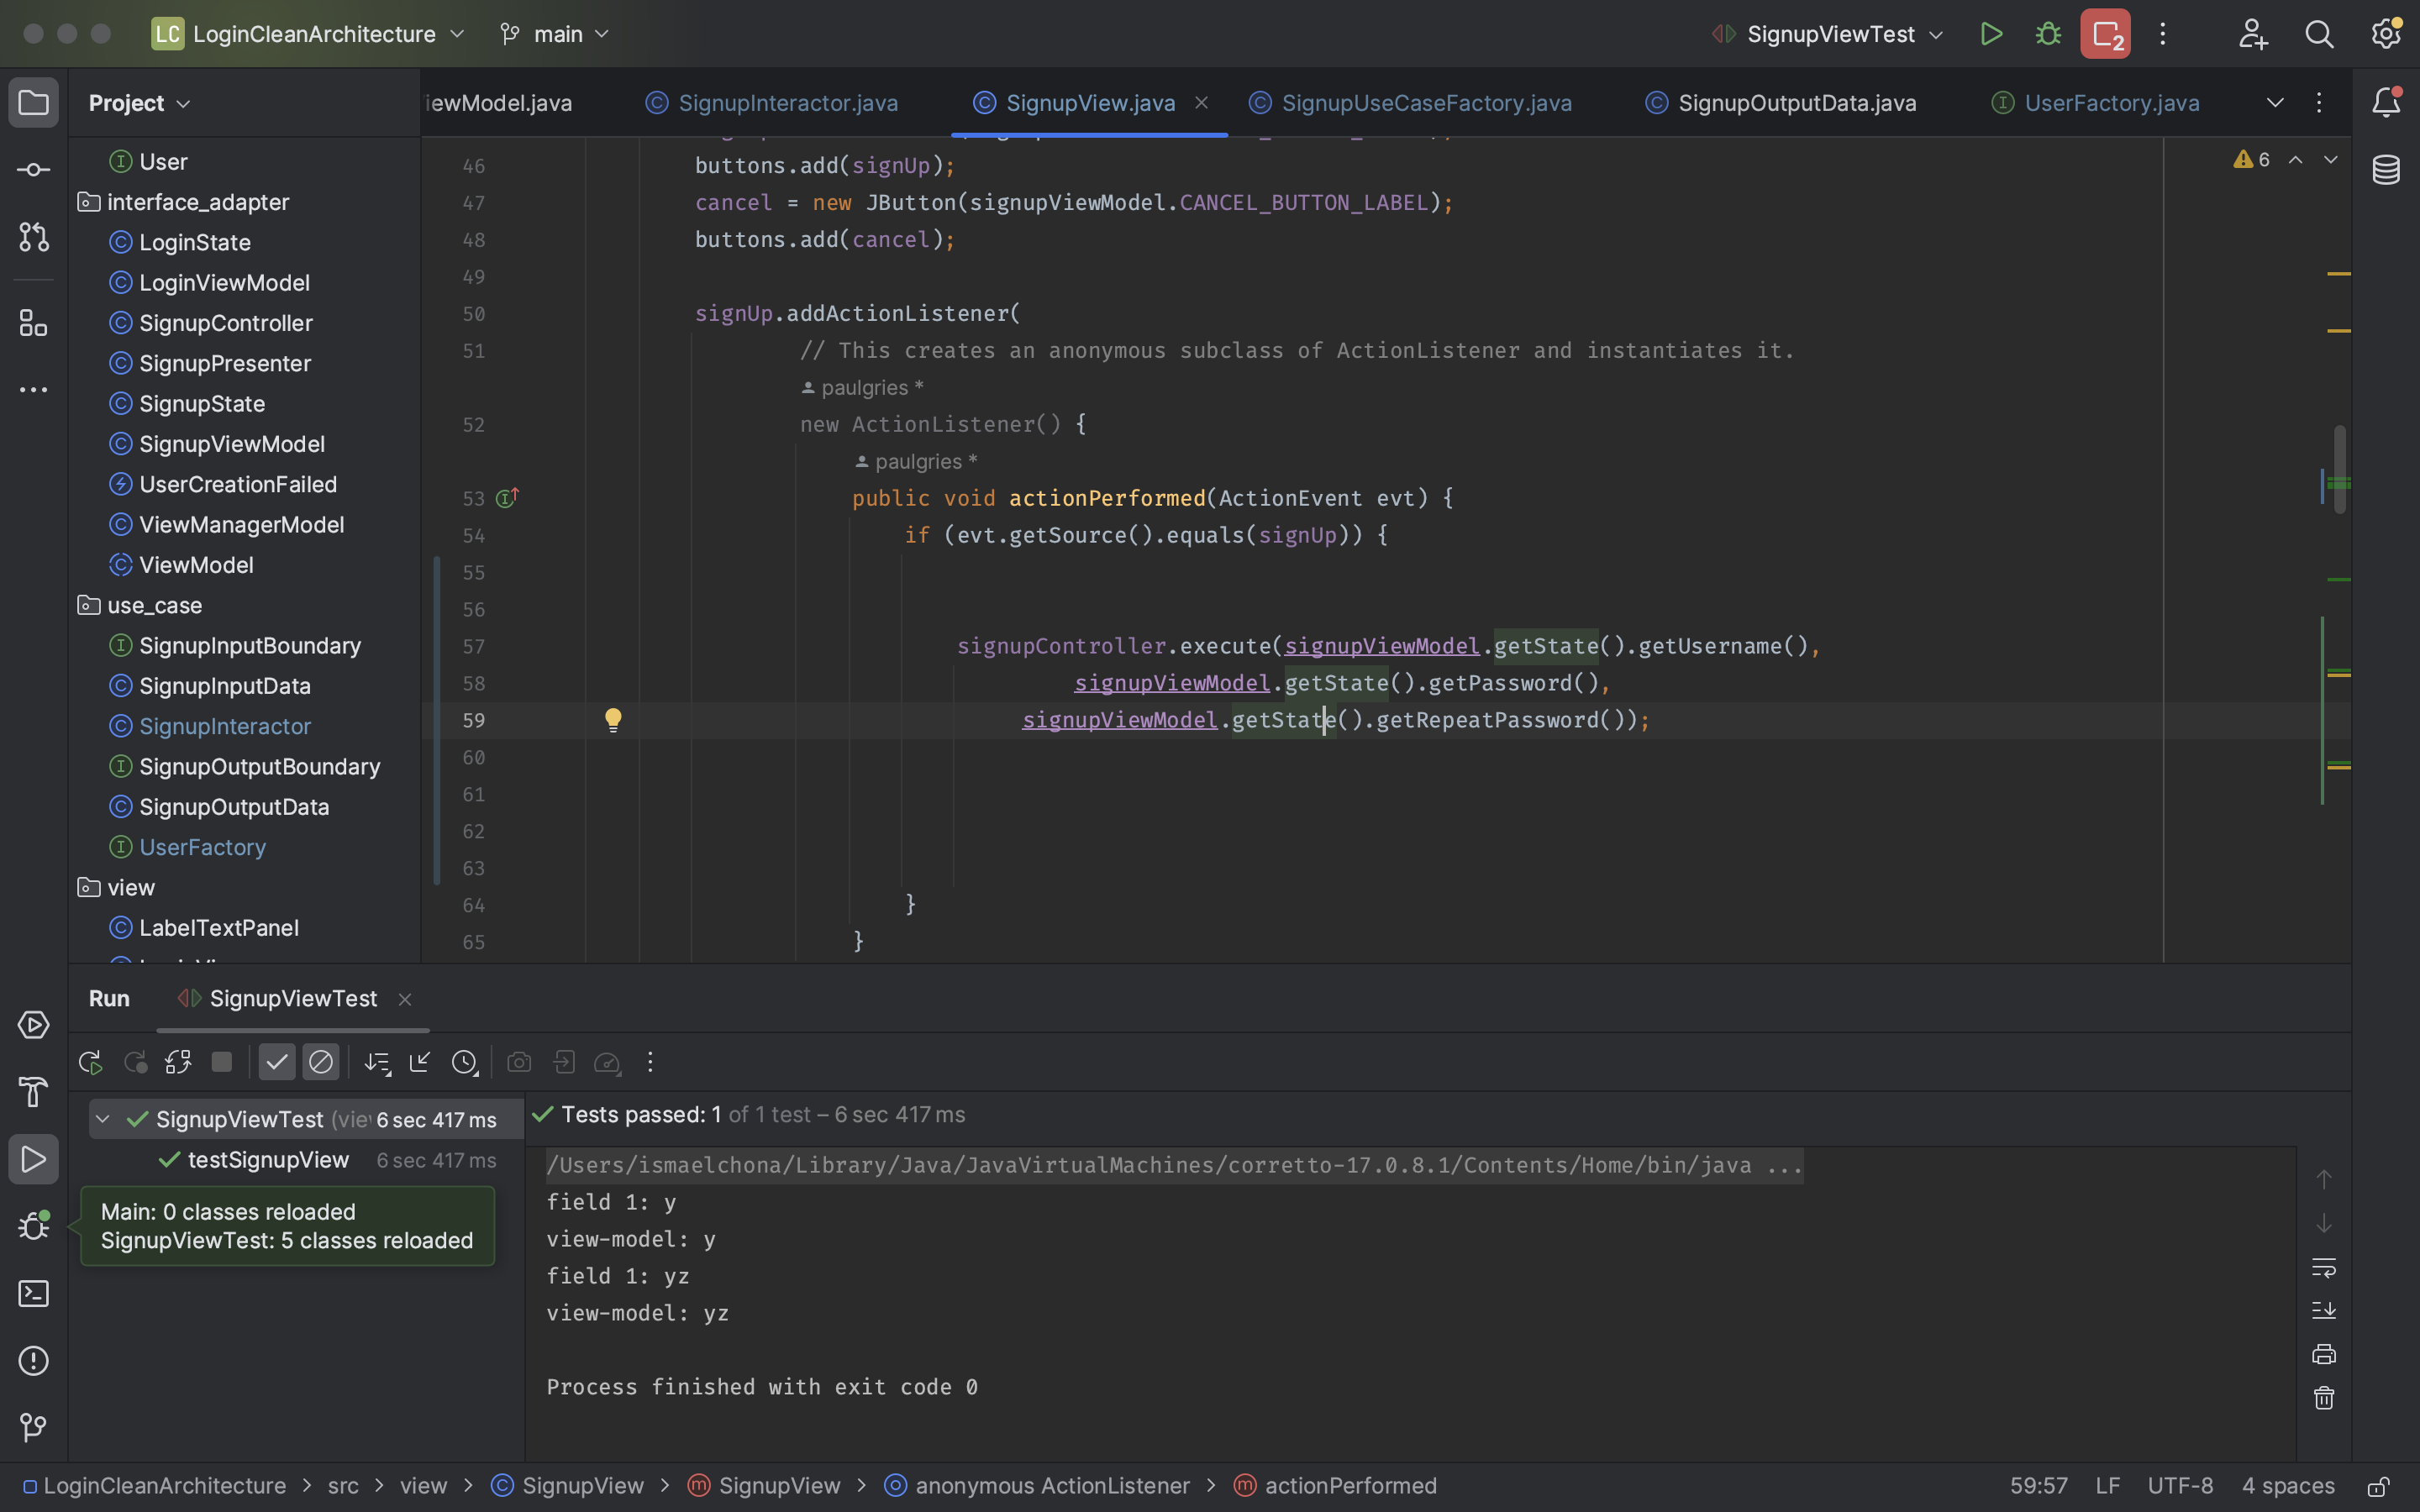 LC LoginCleanArchitecture main SignupViewTest 2
Project
iewModel.java SignupInteractor.java SignupView.java SignupUseCaseFactory.java SignupOutputData.java UserFactory.java
User
interface_adapter
LoginState
LoginViewModel
SignupController
SignupPresenter
SignupState
SignupViewModel
UserCreationFailed
ViewManagerModel
ViewModel
use_case
SignupInputBoundary
SignupInputData
SignupInteractor
SignupOutputBoundary
SignupOutputData
UserFactory
view
LabelTextPanel
6
46 buttons.add(signUp);
47 cancel = new JButton(signupViewModel.CANCEL_BUTTON_LABEL);
48 buttons.add(cancel);
49
50 signUp.addActionListener(
51 // This creates an anonymous subclass of ActionListener and instantiates it.
paulgries *
52 new ActionListener() {
paulgries *
53 public void actionPerformed(ActionEvent evt) {
54 if (evt.getSource().equals(signUp)) {
55
56
57 signupController.execute(signupViewModel.getState().getUsername(),
58 signupViewModel.getState().getPassword(),
59 signupViewModel.getState().getRepeatPassword());
60
61
62
63
64 }
65 }
Run SignupViewTest
SignupViewTest (vie 6 sec 417 ms
testSignupView 6 sec 417 ms
Main: 0 classes reloaded
SignupViewTest: 5 classes reloaded
Tests passed: 1 of 1 test – 6 sec 417 ms
/Users/ismaelchona/Library/Java/JavaVirtualMachines/corretto-17.0.8.1/Contents/Home/bin/java ...
field 1: y
view-model: y
field 1: yz
view-model: yz
Process finished with exit code 0
LoginCleanArchitecture > src > view > SignupView > SignupView > anonymous ActionListener > actionPerformed 59:57 LF UTF-8 4 spaces